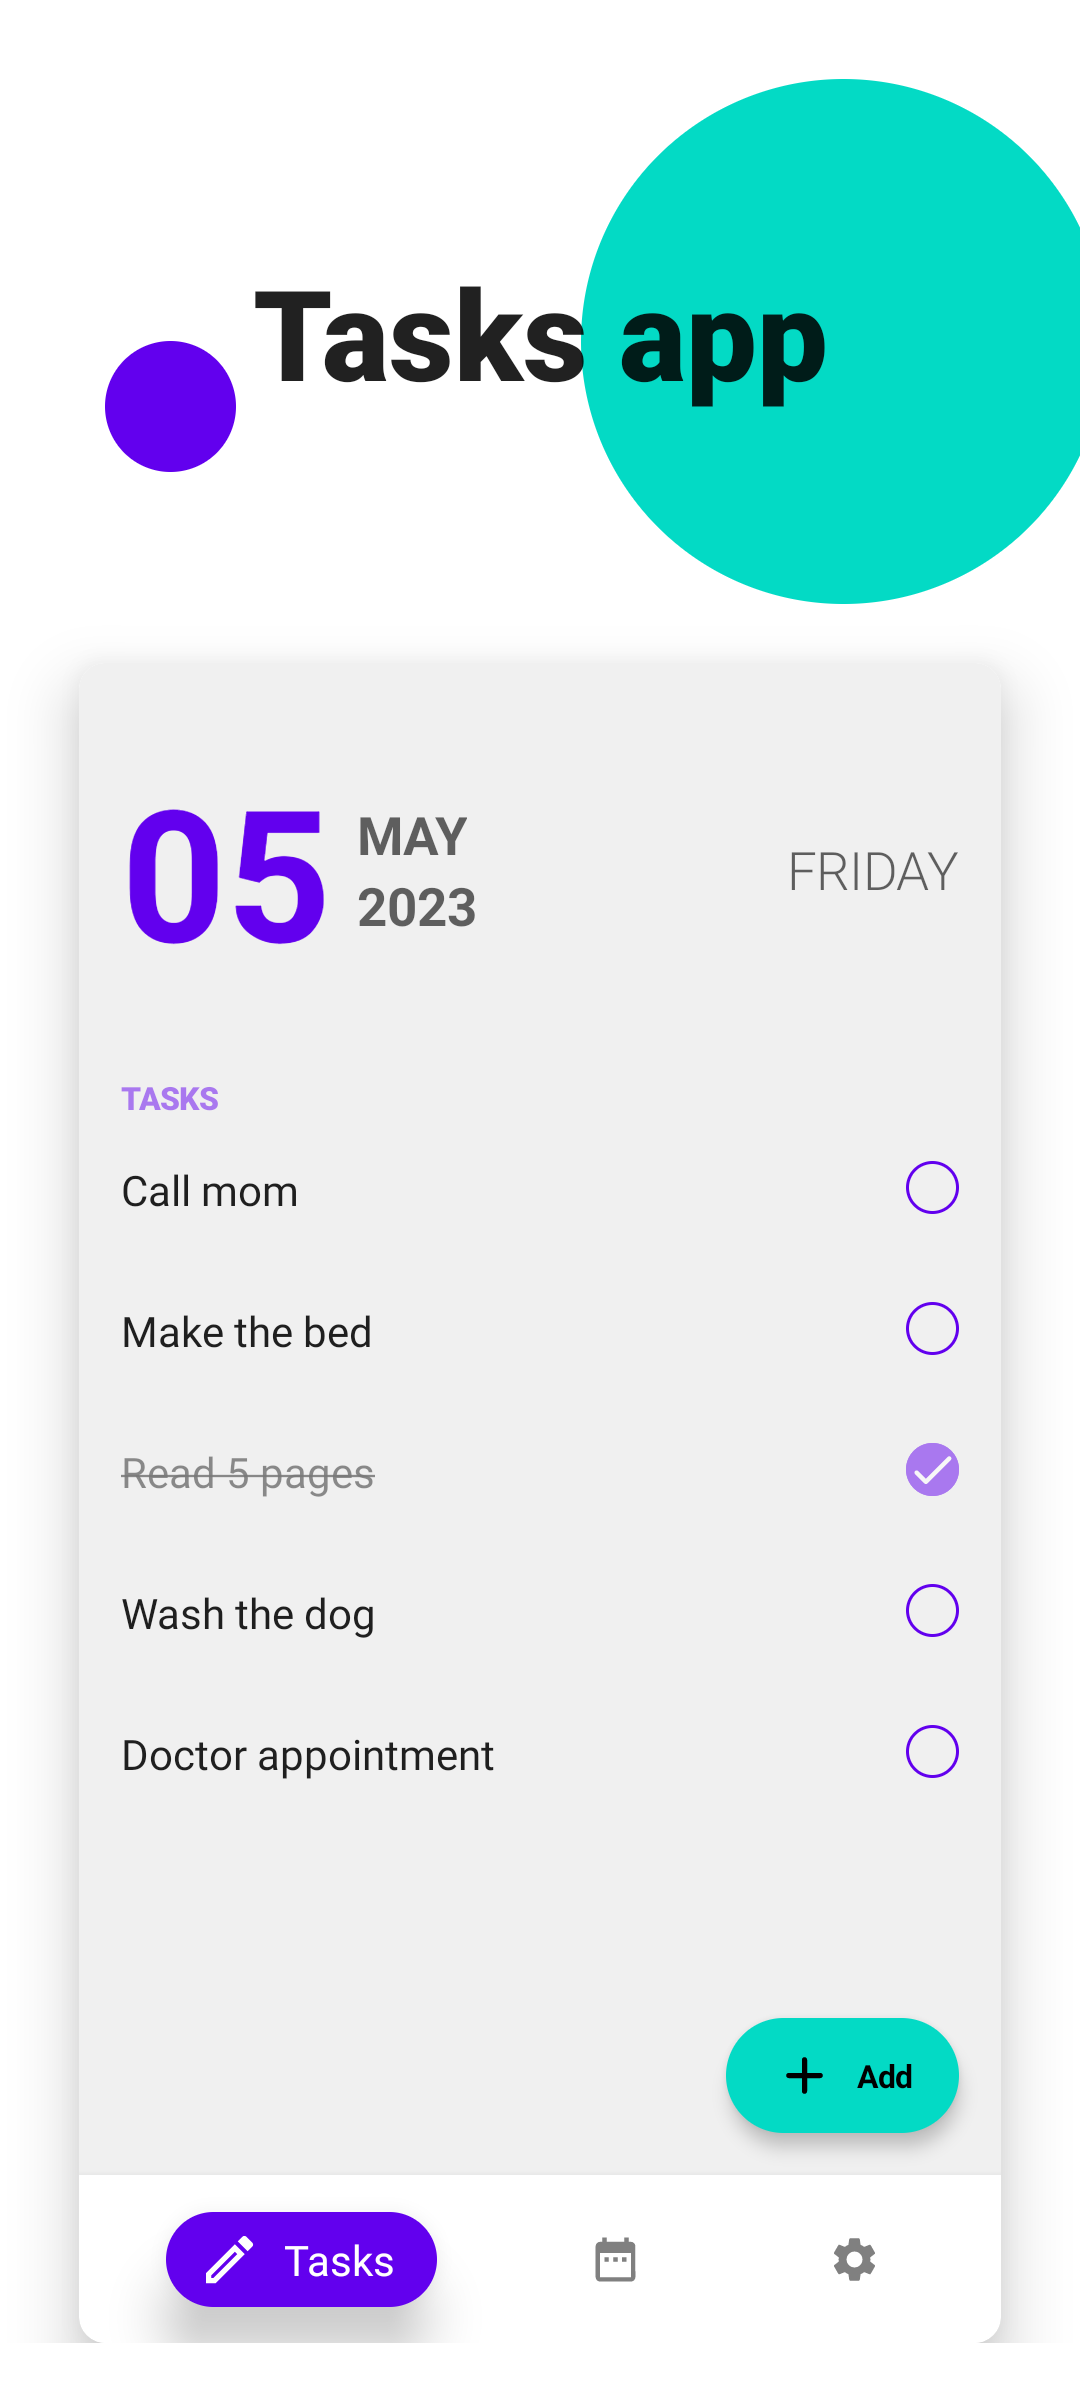 Tasks app
05
MAY
2023
FRIDAY
TASKS
Call mom
Make the bed
Read 5 pages
Wash the dog
Doctor appointment
Add
Tasks